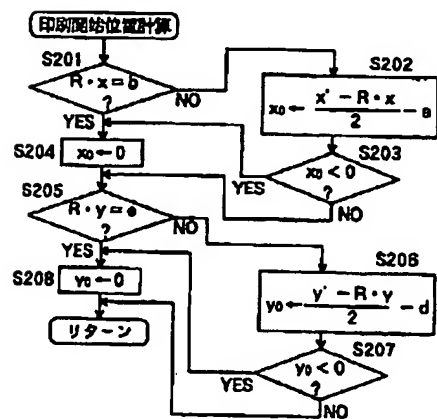 印刷開始位置計算
S201
R・x=b
?
YES
NO
S202
x₀← x' − R・x / 2 − a
S203
x₀<0
?
YES
NO
S204
x₀←0
S205
R・y=e
?
YES
NO
S206
y₀← y' − R・y / 2 − d
S207
y₀<0
?
YES
NO
S208
y₀←0
リターン